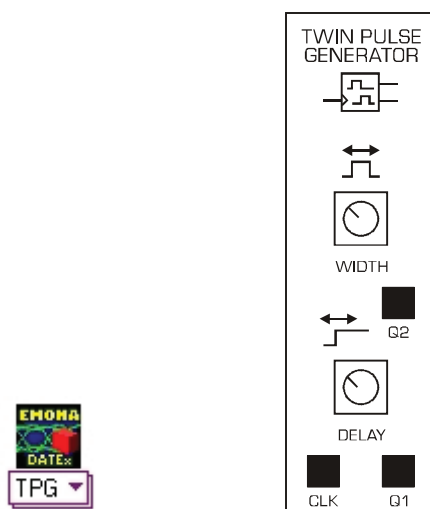 TWIN PULSE
GENERATOR
WIDTH
Q2
DELAY
CLK Q1
EMONA
DATEx
TPG